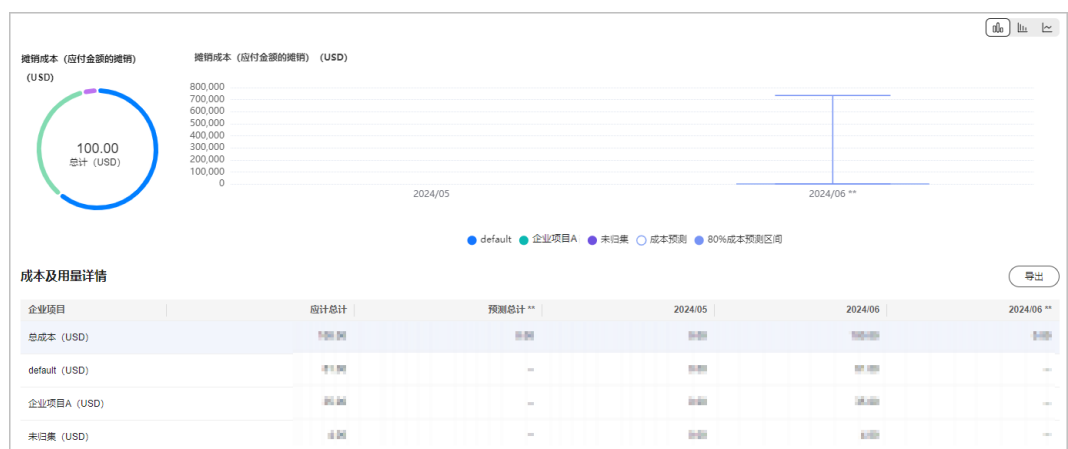 摊销成本（应付金额的摊销）
（USD）
100.00
总计（USD）
摊销成本（应付金额的摊销）（USD）
800,000
700,000
600,000
500,000
400,000
300,000
200,000
100,000
0
2024/05 2024/06 **
default 企业项目A 未归集 成本预测 80%成本预测区间
成本及用量详情 导出
企业项目 应计总计 预测总计 ** 2024/05 2024/06 2024/06 **
总成本（USD）
default（USD）
企业项目A（USD）
未归集（USD）